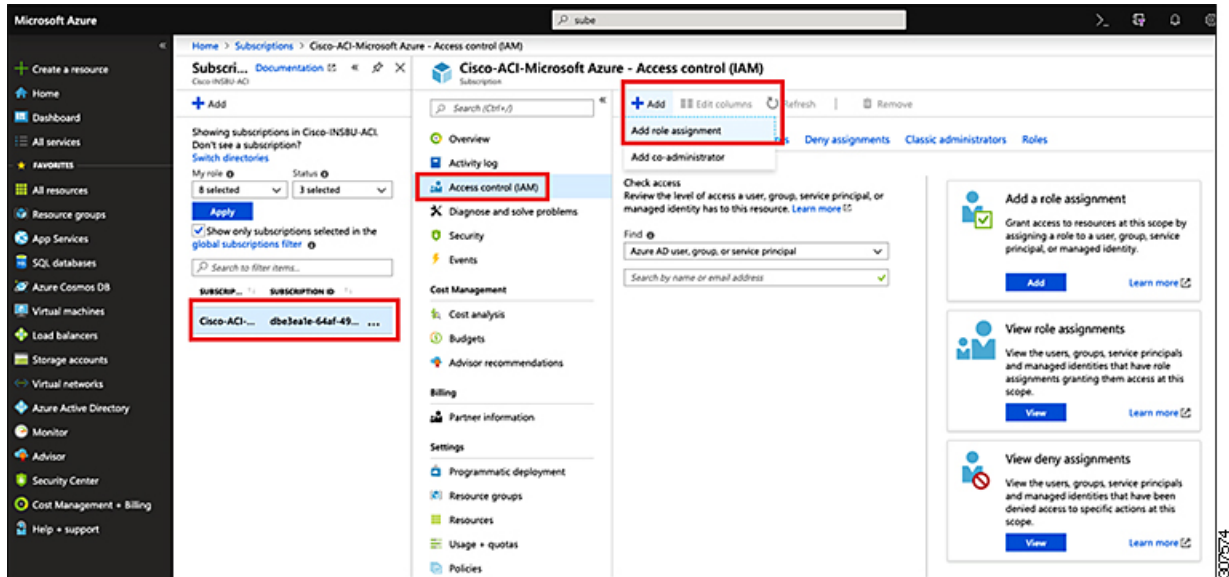 Microsoft Azure
sube
Home > Subscriptions > Cisco-ACI-Microsoft Azure - Access control (IAM)
Create a resource
Home
Dashboard
All services
FAVORITES
All resources
Resource groups
App Services
SQL databases
Azure Cosmos DB
Virtual machines
Load balancers
Storage accounts
Virtual networks
Azure Active Directory
Monitor
Advisor
Security Center
Cost Management + Billing
Help + support
Subscri... Documentation
Cisco-INSBU-ACI
Add
Showing subscriptions in Cisco-INSBU-ACI.
Don't see a subscription?
Switch directories
My role Status
8 selected 3 selected
Apply
Show only subscriptions selected in the
global subscriptions filter
Search to filter items...
SUBSCRIP... SUBSCRIPTION ID
Cisco-ACI-... dbe3ea1e-64af-49... ...
Cisco-ACI-Microsoft Azure - Access control (IAM)
Subscription
Search (Ctrl+/)
Overview
Activity log
Access control (IAM)
Diagnose and solve problems
Security
Events
Cost Management
Cost analysis
Budgets
Advisor recommendations
Billing
Partner information
Settings
Programmatic deployment
Resource groups
Resources
Usage + quotas
Policies
Add Edit columns Refresh Remove
Add role assignment
Add co-administrator
Deny assignments Classic administrators Roles
Check access
Review the level of access a user, group, service principal, or
managed identity has to this resource. Learn more
Find
Azure AD user, group, or service principal
Search by name or email address
Add a role assignment
Grant access to resources at this scope by
assigning a role to a user, group, service
principal, or managed identity.
Add Learn more
View role assignments
View the users, groups, service principals
and managed identities that have role
assignments granting them access at this
scope.
View Learn more
View deny assignments
View the users, groups, service principals
and managed identities that have been
denied access to specific actions at this
scope.
View Learn more
307574